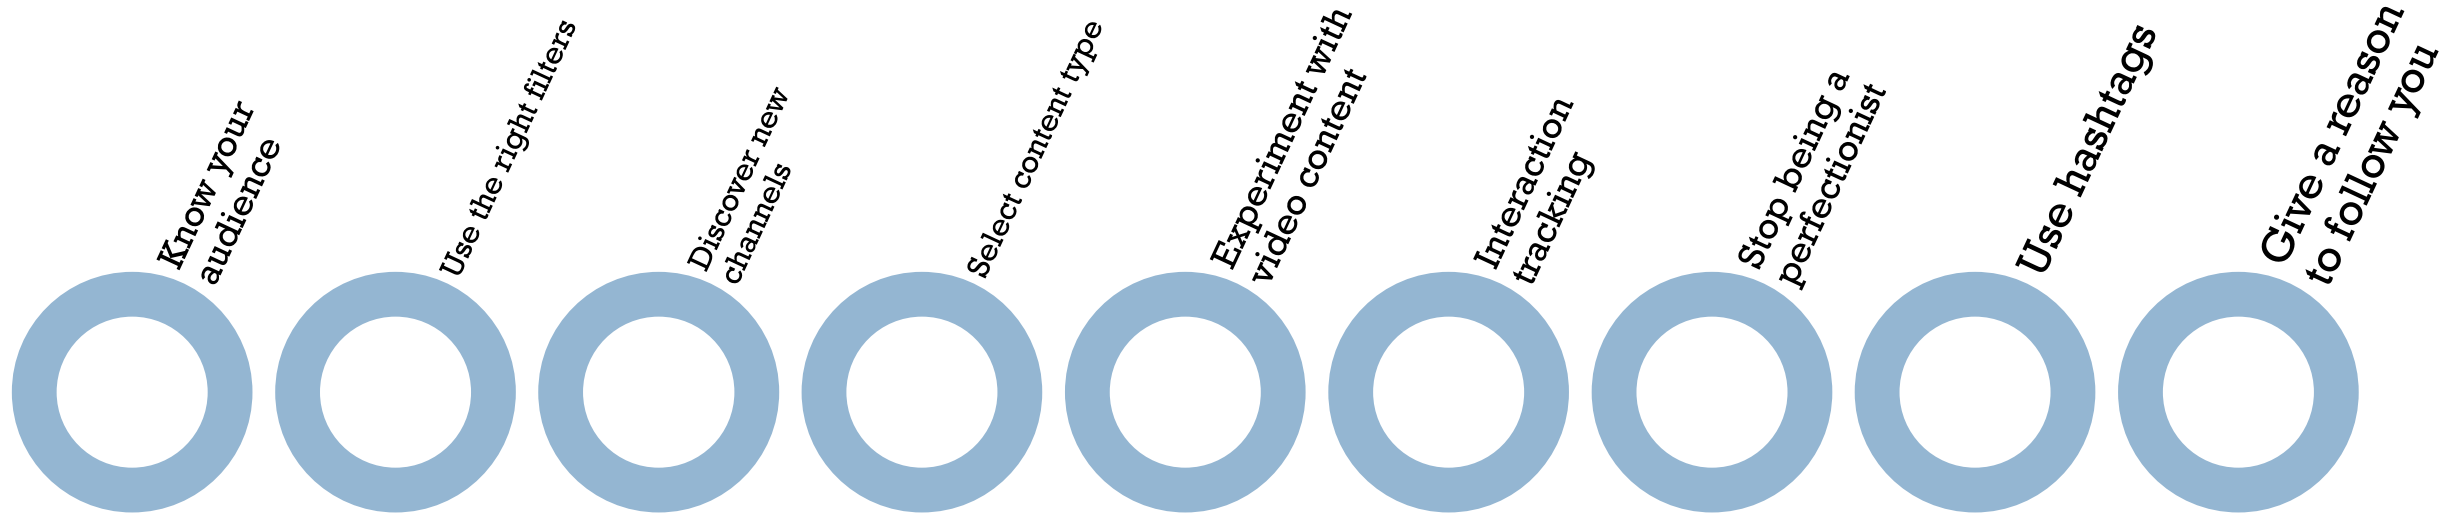 Know your
audience
Use the right filters
Discover new
channels
Select content type
Experiment with
video content
Interaction
tracking
Stop being a
perfectionist
Use hashtags
Give a reason
to follow you